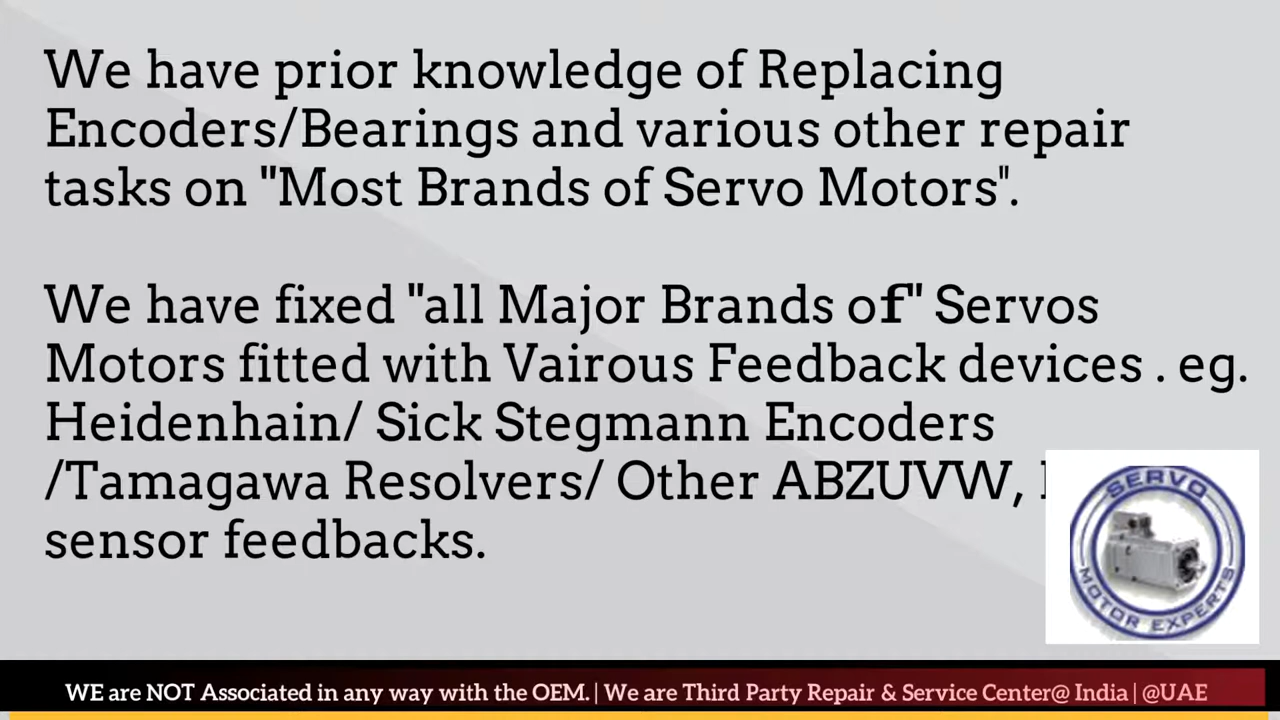 We have prior knowledge of Replacing
Encoders/Bearings and various other repair
tasks on "Most Brands of Servo Motors".
We have fixed "all Major Brands of" Servos
Motors fitted with Vairous Feedback devices . eg.
Heidenhain/ Sick Stegmann Encoders
/Tamagawa Resolvers/ Other ABZUVW,
sensor feedbacks.
SERVO
MOTOR EXPERTS
WE are NOT Associated in any way with the OEM. | We are Third Party Repair & Service Center@ India | @UAE